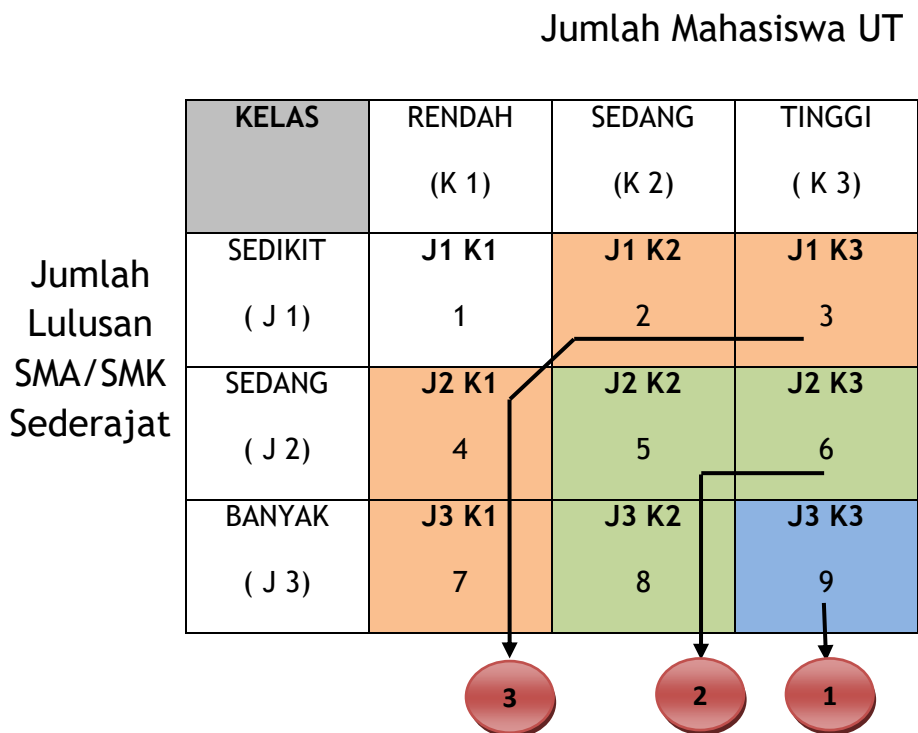 Jumlah Mahasiswa UT
KELAS RENDAH SEDANG TINGGI
(K 1) (K 2) ( K 3)
Jumlah
Lulusan
SMA/SMK
Sederajat
SEDIKIT J1 K1 J1 K2 J1 K3
( J 1) 1 2 3
SEDANG J2 K1 J2 K2 J2 K3
( J 2) 4 5 6
BANYAK J3 K1 J3 K2 J3 K3
( J 3) 7 8 9
3 2 1